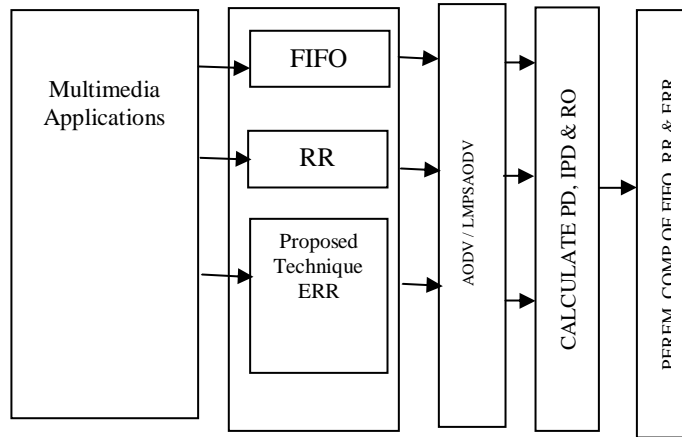 Multimedia
Applications
FIFO
RR
Proposed
Technique
ERR
AODV / LMPSAODV
CALCULATE PD, IPD & RO
PERFM. COMP OF FIFO, RR & ERR